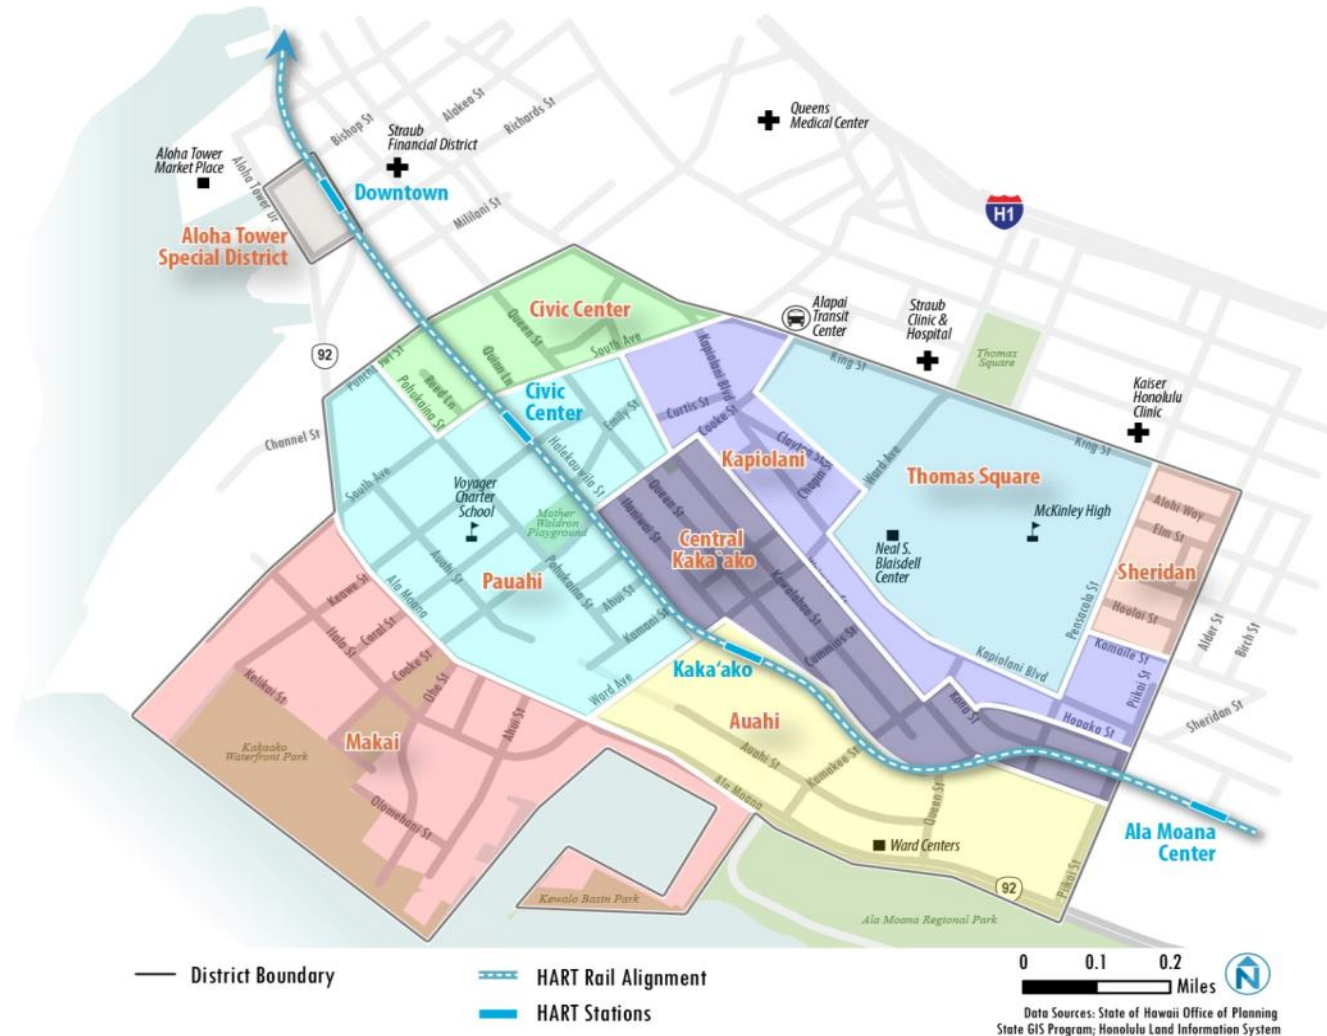 Bishop St
Alakea St
Richards St
Queens
Medical Center
Straub
Financial District
Aloha Tower
Market Place
Aloha Tower Dr
Downtown
Mililani St
H1
Aloha Tower
Special District
Civic Center
Alapai
Transit
Center
Straub
Clinic &
Hospital
Thomas
Square
Kaiser
Honolulu
Clinic
92
Queen St
South Ave
Quinn Ln
Reed Ln
Pohukaina St
Kapiolani Blvd
King St
King St
Civic
Center
Emily St
Curtis St
Cooke St
Channel St
Halekauwila St
Kapiolani
Ward Ave
Thomas Square
South Ave
Voyager
Charter
School
Mother
Waldron
Playground
Queen St
Ilaniwai St
Central
Kaka`ako
McKinley High
Alohi Way
Elm St
Neal S.
Blaisdell
Center
Sheridan
Pauahi
Auahi St
Pohukaina St
Ahui St
Kamani St
Kawaiahao St
Cummins St
Pensacola St
Hoolai St
Alder St
Birch St
Ala Moana
Keawe St
Coral St
Ilalo St
Cooke St
Ohe St
Kapiolani Blvd
Kamaile St
Piikoi St
Kelikoi St
Ward Ave
Kaka‘ako
Kona St
Hopaka St
Sheridan St
Ahui St
Auahi
Makai
Kakaako
Waterfront Park
Auahi St
Kamakee St
Ala Moana
Queen St
Olomehani St
Ward Centers
Ala Moana
Center
Piikoi St
92
Kewalo Basin Park
Ala Moana Regional Park
District Boundary
HART Rail Alignment
HART Stations
0 0.1 0.2
Miles
N
Data Sources: State of Hawaii Office of Planning
State GIS Program; Honolulu Land Information System